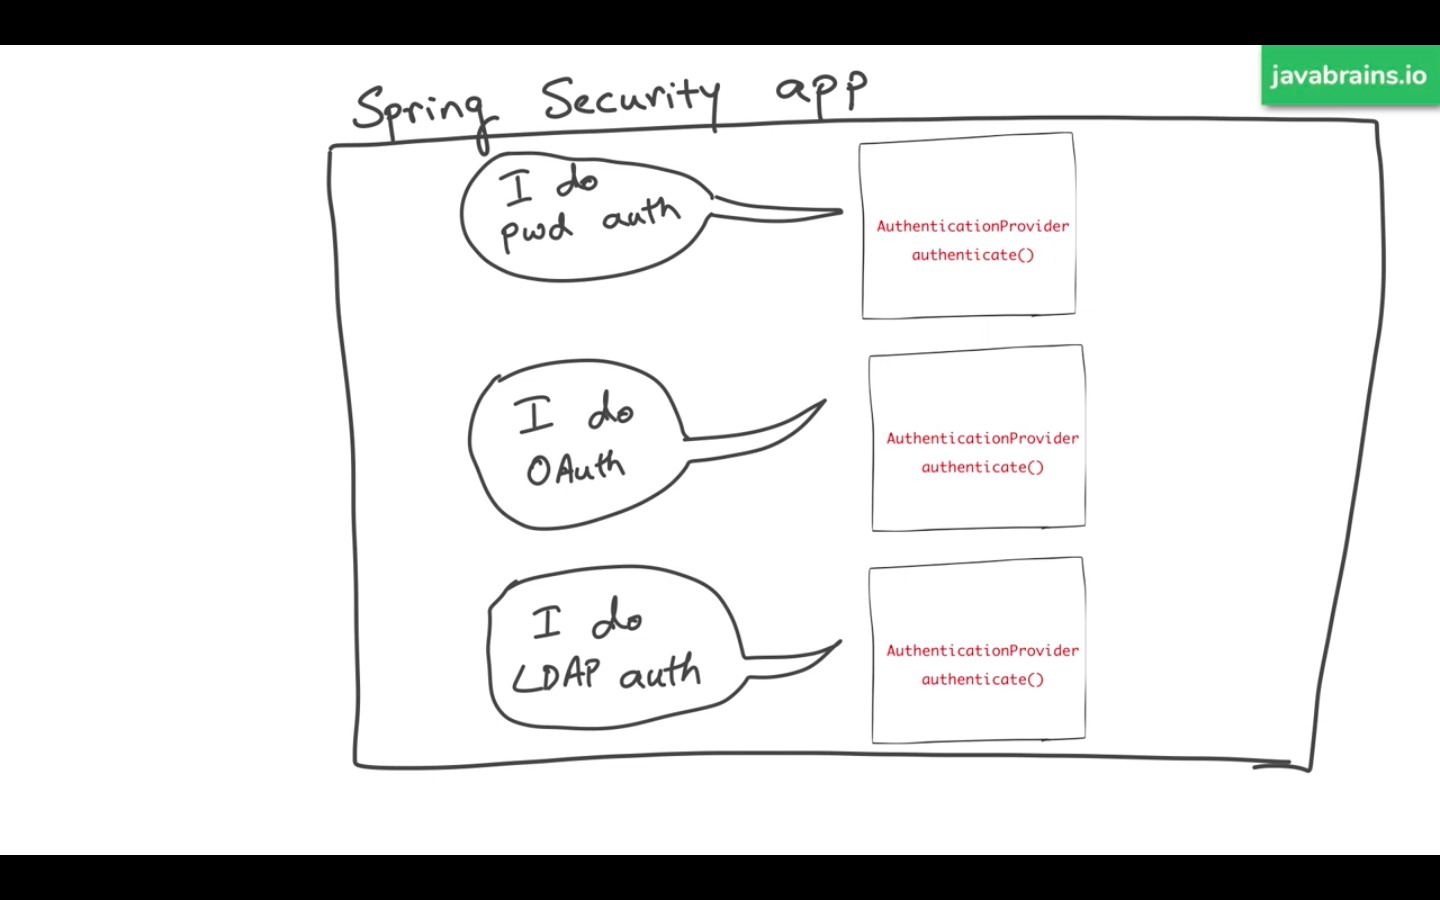 javabrains.io
Spring Security app
I do
pwd auth
AuthenticationProvider
authenticate()
I do
OAuth
AuthenticationProvider
authenticate()
I do
LDAP auth
AuthenticationProvider
authenticate()